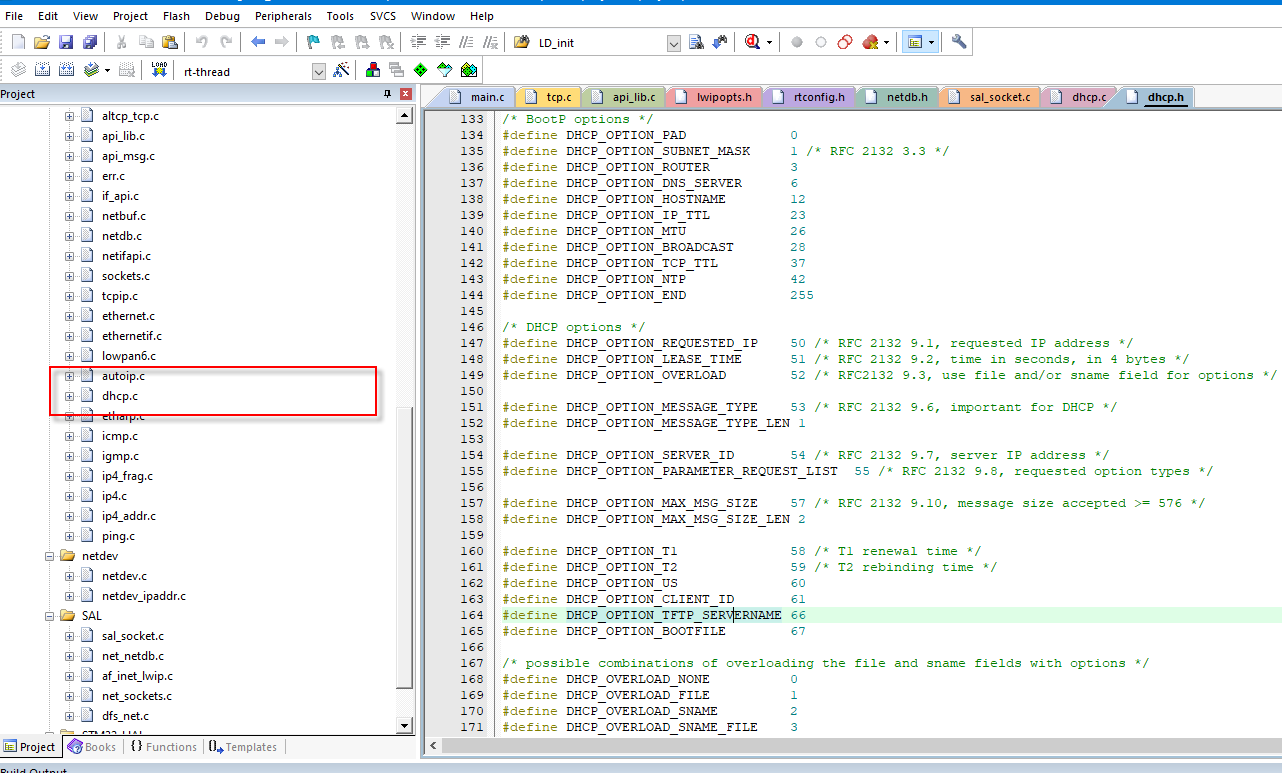 File Edit View Project Flash Debug Peripherals Tools SVCS Window Help
LD_init
LOAD
rt-thread
Project
altcp_tcp.c
api_lib.c
api_msg.c
err.c
if_api.c
netbuf.c
netdb.c
netifapi.c
sockets.c
tcpip.c
ethernet.c
ethernetif.c
lowpan6.c
autoip.c
dhcp.c
etharp.c
icmp.c
igmp.c
ip4_frag.c
ip4.c
ip4_addr.c
ping.c
netdev
netdev.c
netdev_ipaddr.c
SAL
sal_socket.c
net_netdb.c
af_inet_lwip.c
net_sockets.c
dfs_net.c
Project Books {} Functions Templates
main.c tcp.c api_lib.c lwipopts.h rtconfig.h netdb.h sal_socket.c dhcp.c dhcp.h
133 /* BootP options */
134 #define DHCP_OPTION_PAD 0
135 #define DHCP_OPTION_SUBNET_MASK 1 /* RFC 2132 3.3 */
136 #define DHCP_OPTION_ROUTER 3
137 #define DHCP_OPTION_DNS_SERVER 6
138 #define DHCP_OPTION_HOSTNAME 12
139 #define DHCP_OPTION_IP_TTL 23
140 #define DHCP_OPTION_MTU 26
141 #define DHCP_OPTION_BROADCAST 28
142 #define DHCP_OPTION_TCP_TTL 37
143 #define DHCP_OPTION_NTP 42
144 #define DHCP_OPTION_END 255
145
146 /* DHCP options */
147 #define DHCP_OPTION_REQUESTED_IP 50 /* RFC 2132 9.1, requested IP address */
148 #define DHCP_OPTION_LEASE_TIME 51 /* RFC 2132 9.2, time in seconds, in 4 bytes */
149 #define DHCP_OPTION_OVERLOAD 52 /* RFC2132 9.3, use file and/or sname field for options */
150
151 #define DHCP_OPTION_MESSAGE_TYPE 53 /* RFC 2132 9.6, important for DHCP */
152 #define DHCP_OPTION_MESSAGE_TYPE_LEN 1
153
154 #define DHCP_OPTION_SERVER_ID 54 /* RFC 2132 9.7, server IP address */
155 #define DHCP_OPTION_PARAMETER_REQUEST_LIST 55 /* RFC 2132 9.8, requested option types */
156
157 #define DHCP_OPTION_MAX_MSG_SIZE 57 /* RFC 2132 9.10, message size accepted >= 576 */
158 #define DHCP_OPTION_MAX_MSG_SIZE_LEN 2
159
160 #define DHCP_OPTION_T1 58 /* T1 renewal time */
161 #define DHCP_OPTION_T2 59 /* T2 rebinding time */
162 #define DHCP_OPTION_US 60
163 #define DHCP_OPTION_CLIENT_ID 61
164 #define DHCP_OPTION_TFTP_SERVERNAME 66
165 #define DHCP_OPTION_BOOTFILE 67
166
167 /* possible combinations of overloading the file and sname fields with options */
168 #define DHCP_OVERLOAD_NONE 0
169 #define DHCP_OVERLOAD_FILE 1
170 #define DHCP_OVERLOAD_SNAME 2
171 #define DHCP_OVERLOAD_SNAME_FILE 3
Build Output